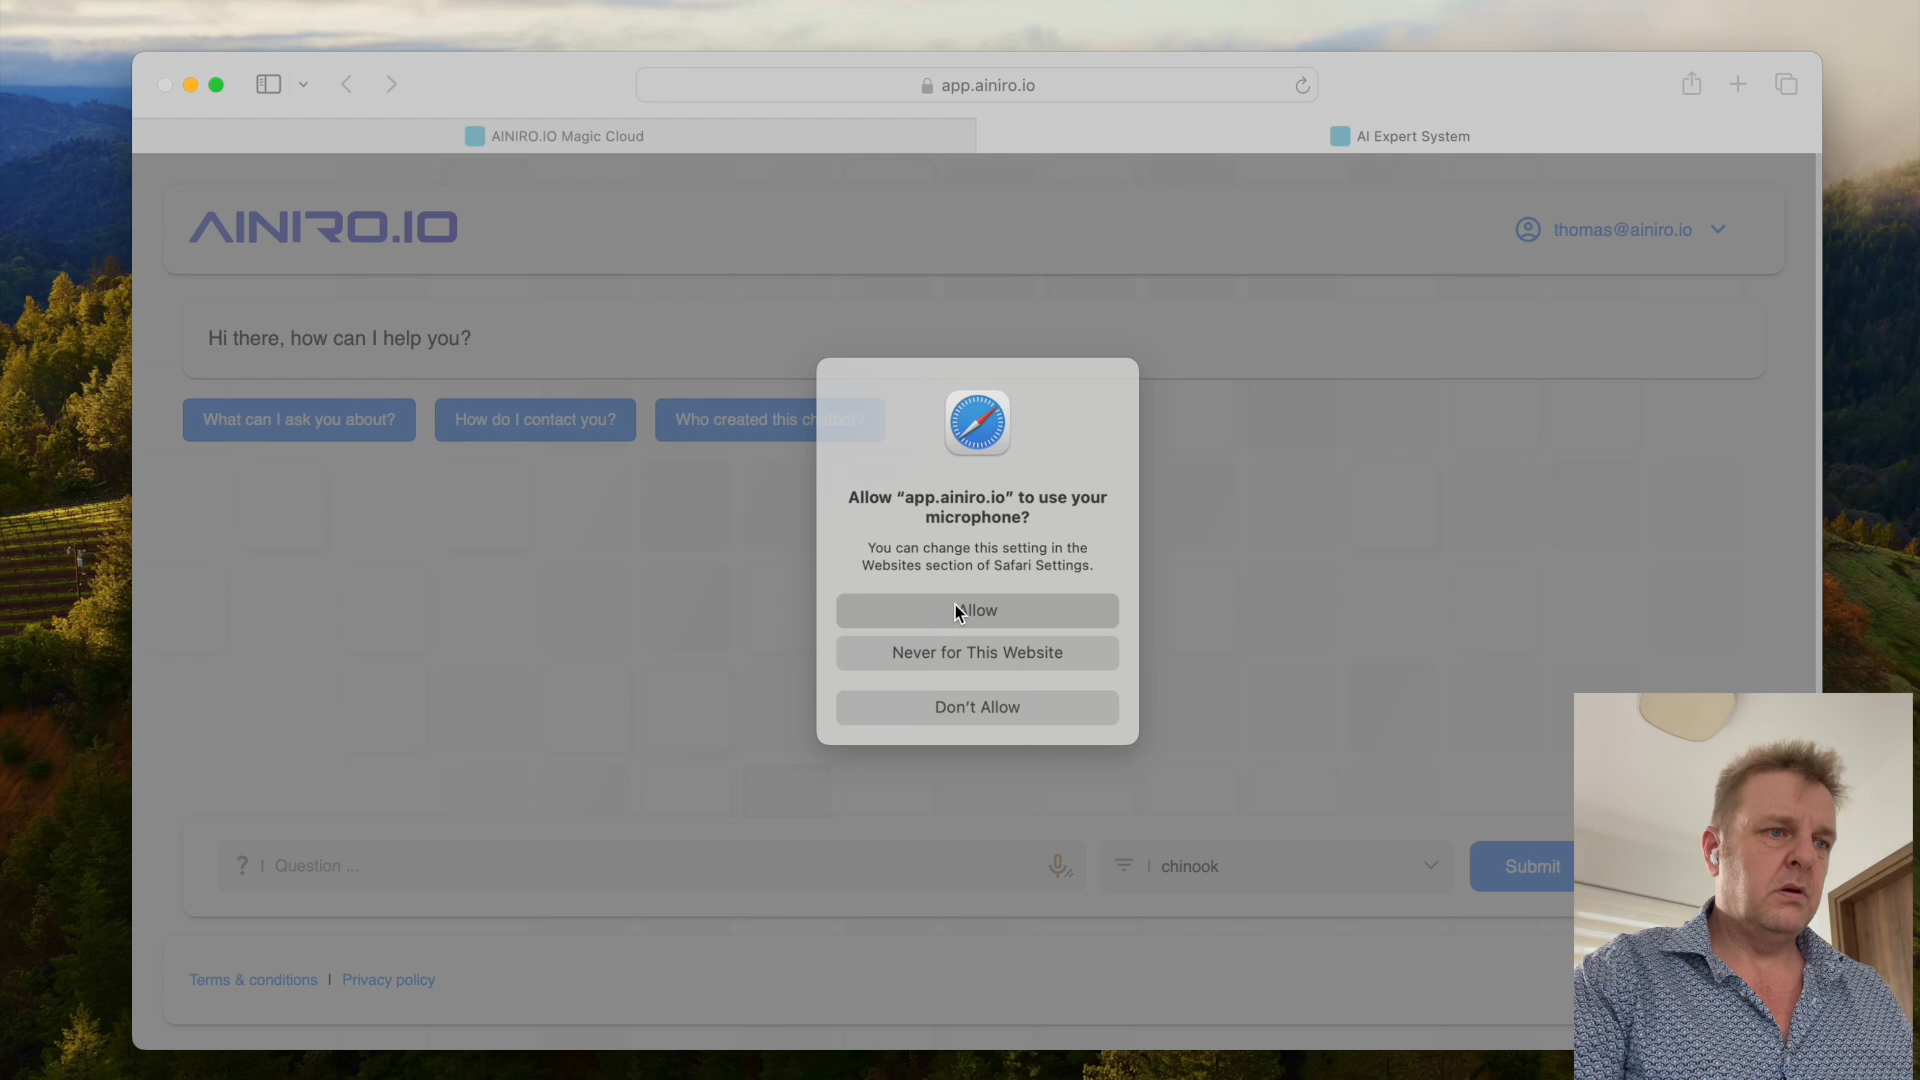 app.ainiro.io
AINIRO.IO Magic Cloud
AI Expert System
AINIRO.IO
thomas@ainiro.io
Hi there, how can I help you?
What can I ask you about?
How do I contact you?
Who created this chatbot?
Allow “app.ainiro.io” to use your
microphone?
You can change this setting in the
Websites section of Safari Settings.
Allow
Never for This Website
Don’t Allow
? | Question ...
| chinook
Submit
Terms & conditions | Privacy policy